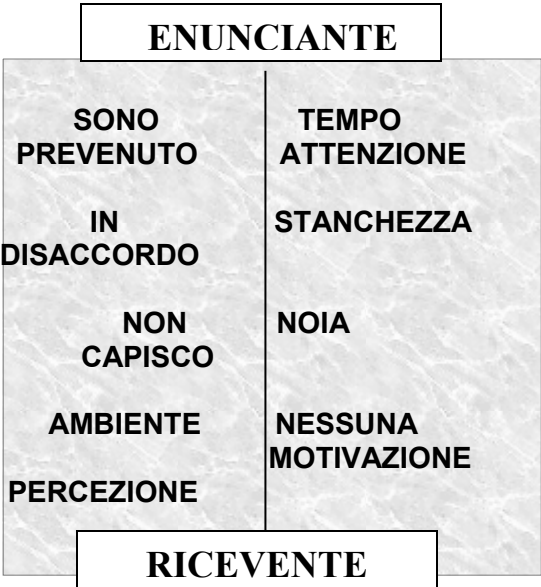 ENUNCIANTE
SONO
PREVENUTO
IN
DISACCORDO
NON
CAPISCO
AMBIENTE
PERCEZIONE
TEMPO
ATTENZIONE
STANCHEZZA
NOIA
NESSUNA
MOTIVAZIONE
RICEVENTE